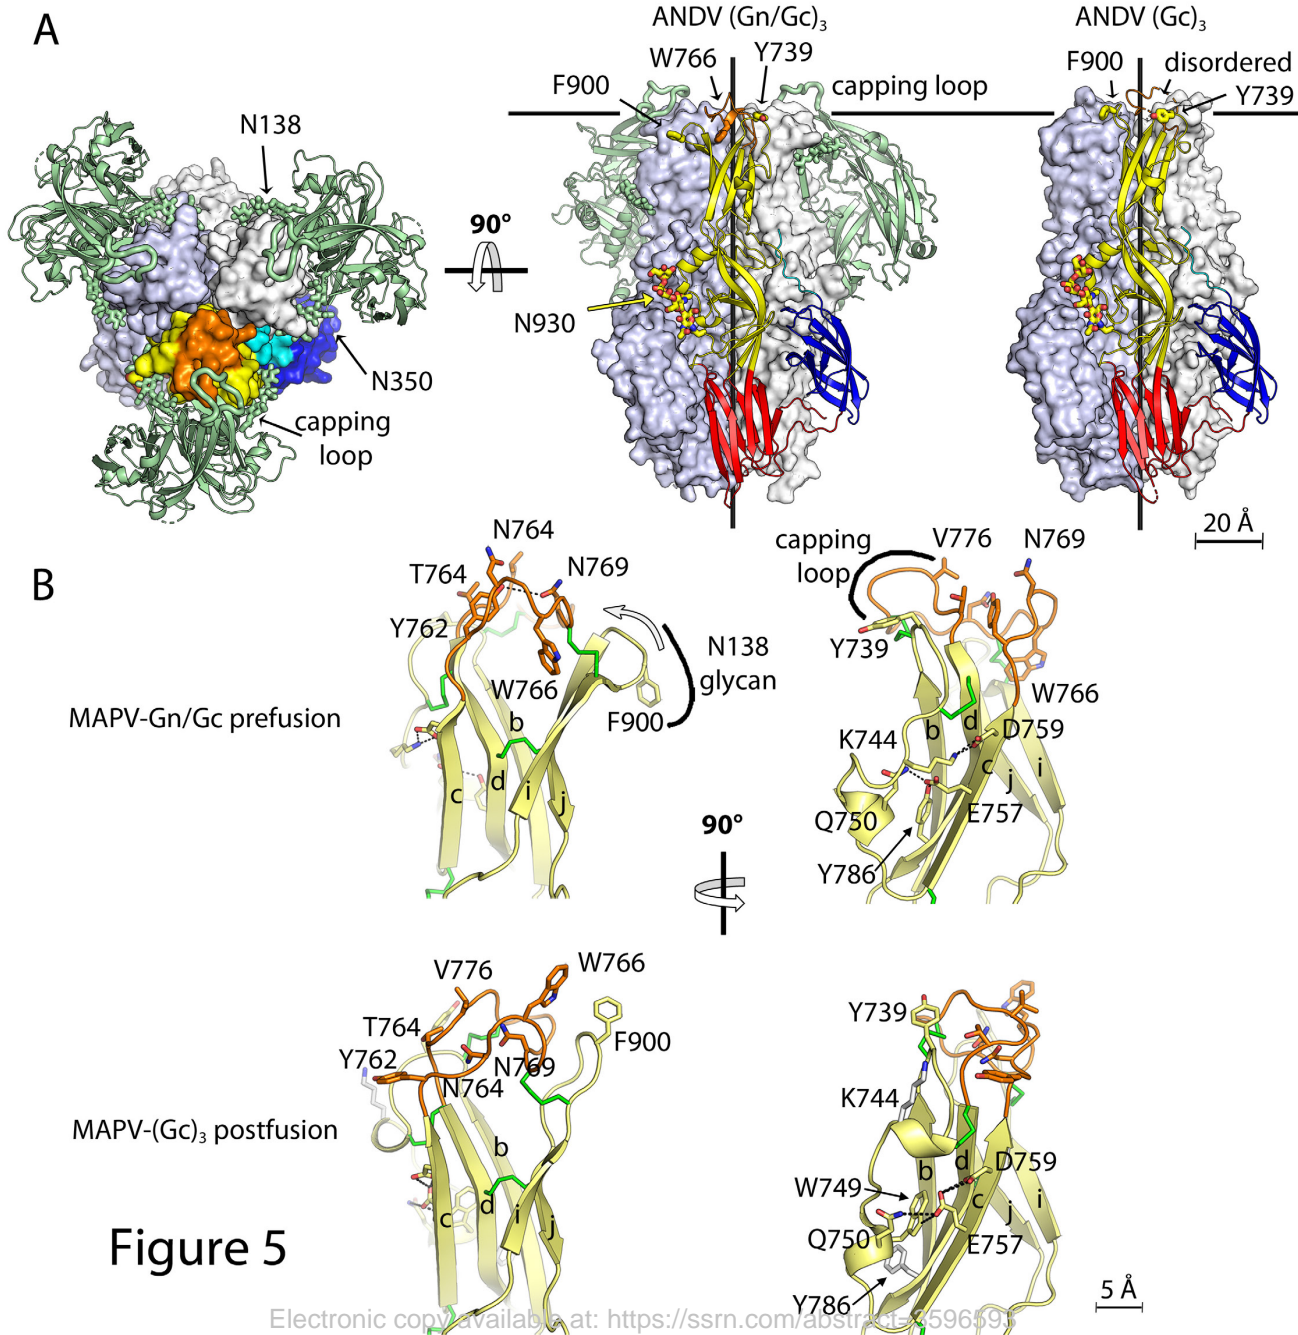 A
ANDV (Gn/Gc)3
ANDV (Gc)3
W766
Y739
F900
capping loop
F900
disordered
Y739
N138
90°
N930
N350
capping
loop
20 Å
B
N764
T764
N769
Y762
W766
F900
N138
glycan
MAPV-Gn/Gc prefusion
b
c
d
i
j
capping
loop
V776
N769
Y739
W766
K744
D759
b
d
c
j
i
Q750
E757
Y786
90°
V776
W766
T764
F900
Y762
N769
N764
MAPV-(Gc)3 postfusion
b
c
d
i
j
Y739
K744
b
d
D759
W749
c
j
i
Q750
E757
Y786
5 Å
Figure 5
Electronic copy available at: https://ssrn.com/abstract=3596593